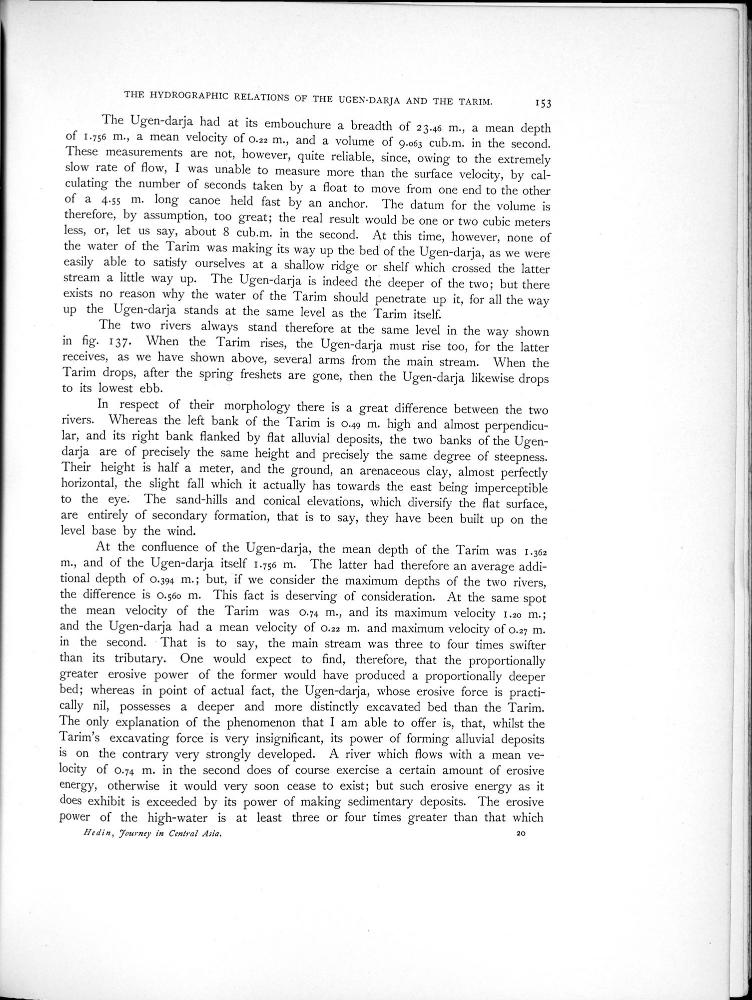 THE HYDROGRAPHIC RELATIONS OF THE UGEN-DARJA AND THE TARIM. 153
The Ugen-darja had at its embouchure a breadth of 23.46 m., a mean depth
of 1.756 m., a mean velocity of 0.22 m., and a volume of 9.063 cub.m. in the second.
These measurements are not, however, quite reliable, since, owing to the extremely
slow rate of flow, I was unable to measure more than the surface velocity, by cal-
culating the number of seconds taken by a float to move from one end to the other
of a 4.55 m. long canoe held fast by an anchor. The datum for the volume is
therefore, by assumption, too great; the real result would be one or two cubic meters
less, or, let us say, about 8 cub.m. in the second. At this time, however, none of
the water of the Tarim was making its way up the bed of the Ugen-darja, as we were
easily able to satisfy ourselves at a shallow ridge or shelf which crossed the latter
stream a little way up. The Ugen-darja is indeed the deeper of the two; but there
exists no reason why the water of the Tarim should penetrate up it, for all the way
up the Ugen-darja stands at the same level as the Tarim itself.
The two rivers always stand therefore at the same level in the way shown
in fig. 137. When the Tarim rises, the Ugen-darja must rise too, for the latter
receives, as we have shown above, several arms from the main stream. When the
Tarim drops, after the spring freshets are gone, then the Ugen-darja likewise drops
to its lowest ebb.
In respect of their morphology there is a great difference between the two
rivers. Whereas the left bank of the Tarim is 0.49 m. high and almost perpendicu-
lar, and its right bank flanked by flat alluvial deposits, the two banks of the Ugen-
darja are of precisely the same height and precisely the same degree of steepness.
Their height is half a meter, and the ground, an arenaceous clay, almost perfectly
horizontal, the slight fall which it actually has towards the east being imperceptible
to the eye. The sand-hills and conical elevations, which diversify the flat surface,
are entirely of secondary formation, that is to say, they have been built up on the
level base by the wind.
At the confluence of the Ugen-darja, the mean depth of the Tarim was 1.362
m., and of the Ugen-darja itself 1.756 m. The latter had therefore an average addi-
tional depth of 0.394 m.; but, if we consider the maximum depths of the two rivers,
the difference is 0.560 m. This fact is deserving of consideration. At the same spot
the mean velocity of the Tarim was 0.74 m., and its maximum velocity 1.20 m.;
and the Ugen-darja had a mean velocity of 0.22 m. and maximum velocity of 0.27 m.
in the second. That is to say, the main stream was three to four times swifter
than its tributary. One would expect to find, therefore, that the proportionally
greater erosive power of the former would have produced a proportionally deeper
bed; whereas in point of actual fact, the Ugen-darja, whose erosive force is practi-
cally nil, possesses a deeper and more distinctly excavated bed than the Tarim.
The only explanation of the phenomenon that I am able to offer is, that, whilst the
Tarim's excavating force is very insignificant, its power of forming alluvial deposits
is on the contrary very strongly developed. A river which flows with a mean ve-
locity of 0.74 m. in the second does of course exercise a certain amount of erosive
energy, otherwise it would very soon cease to exist; but such erosive energy as it
does exhibit is exceeded by its power of making sedimentary deposits. The erosive
power of the high-water is at least three or four times greater than that which
Hedin, Journey in Central Asia. 20